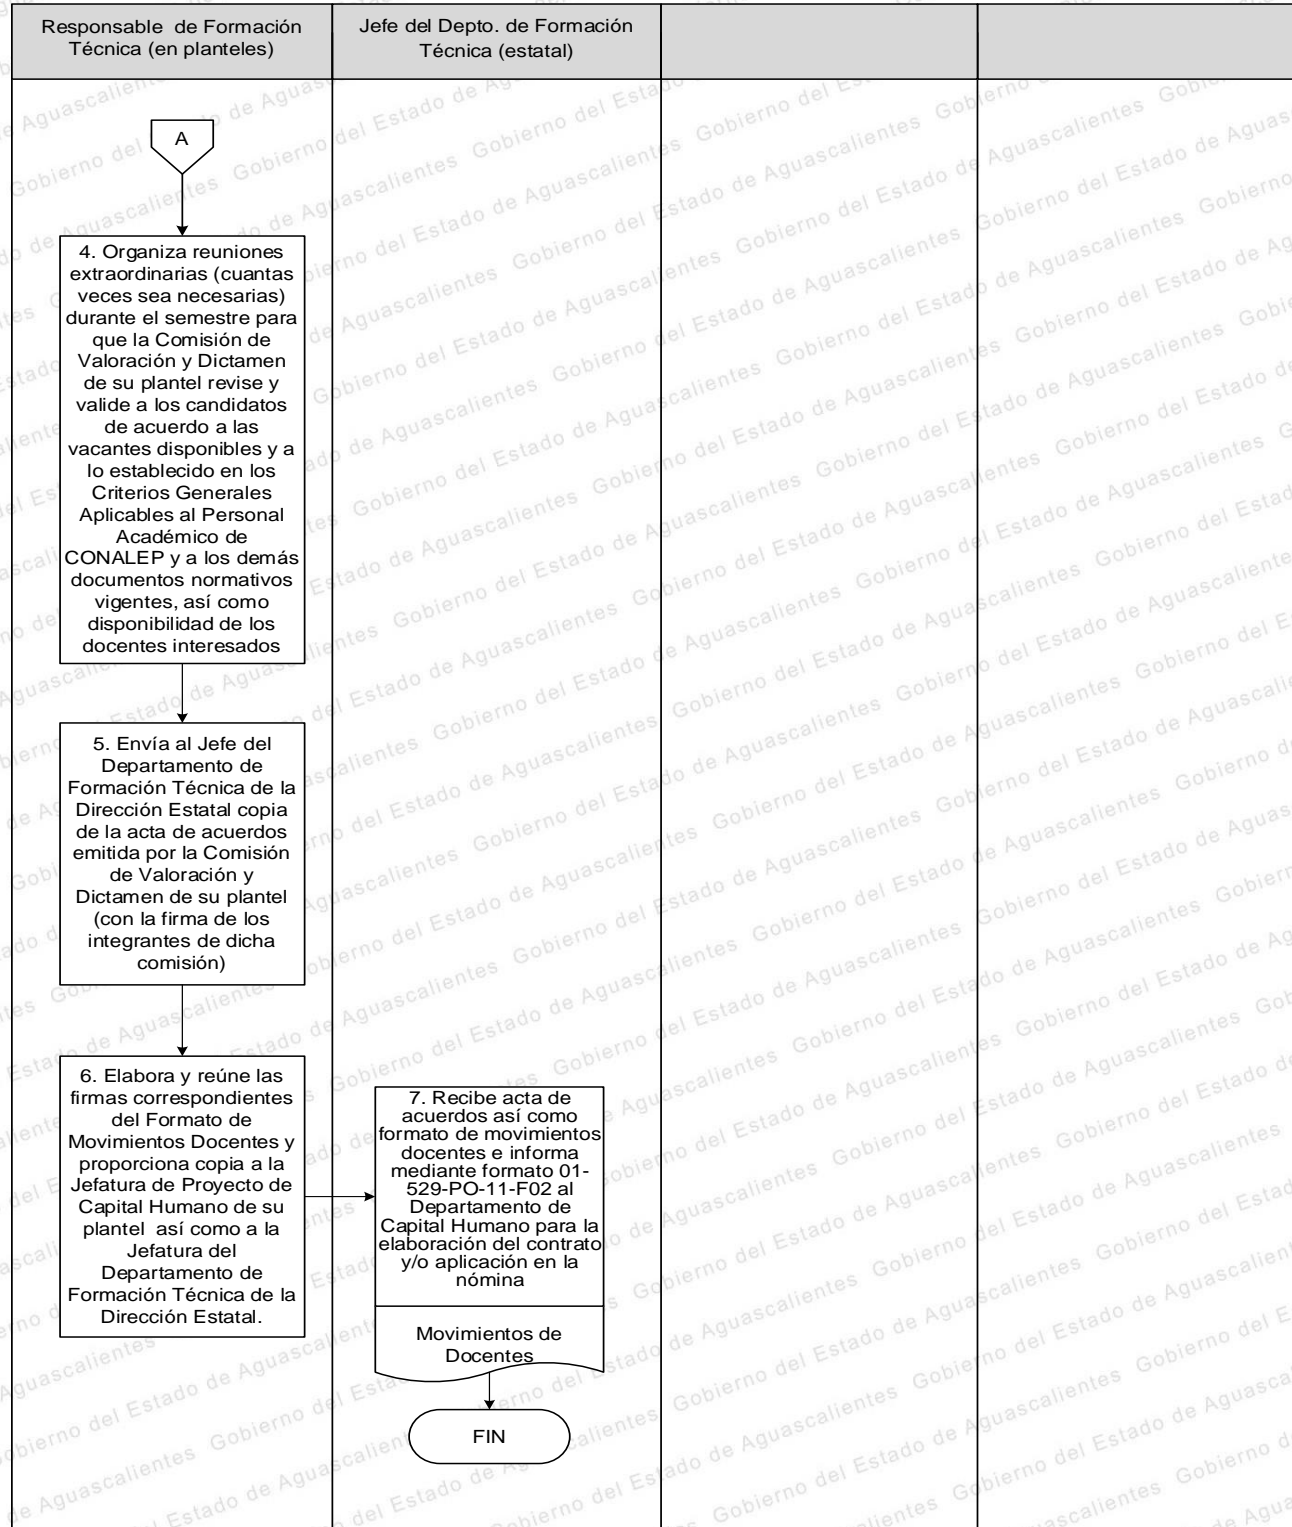 Responsable de Formación
Técnica (en planteles)
Jefe del Depto. de Formación
Técnica (estatal)
A
4. Organiza reuniones
extraordinarias (cuantas
veces sea necesarias)
durante el semestre para
que la Comisión de
Valoración y Dictamen
de su plantel revise y
valide a los candidatos
de acuerdo a las
vacantes disponibles y a
lo establecido en los
Criterios Generales
Aplicables al Personal
Académico de
CONALEP y a los demás
documentos normativos
vigentes, así como
disponibilidad de los
docentes interesados
5. Envía al Jefe del
Departamento de
Formación Técnica de la
Dirección Estatal copia
de la acta de acuerdos
emitida por la Comisión
de Valoración y
Dictamen de su plantel
(con la firma de los
integrantes de dicha
comisión)
6. Elabora y reúne las
firmas correspondientes
del Formato de
Movimientos Docentes y
proporciona copia a la
Jefatura de Proyecto de
Capital Humano de su
plantel así como a la
Jefatura del
Departamento de
Formación Técnica de la
Dirección Estatal.
7. Recibe acta de
acuerdos así como
formato de movimientos
docentes e informa
mediante formato 01-
529-PO-11-F02 al
Departamento de
Capital Humano para la
elaboración del contrato
y/o aplicación en la
nómina
Movimientos de
Docentes
FIN